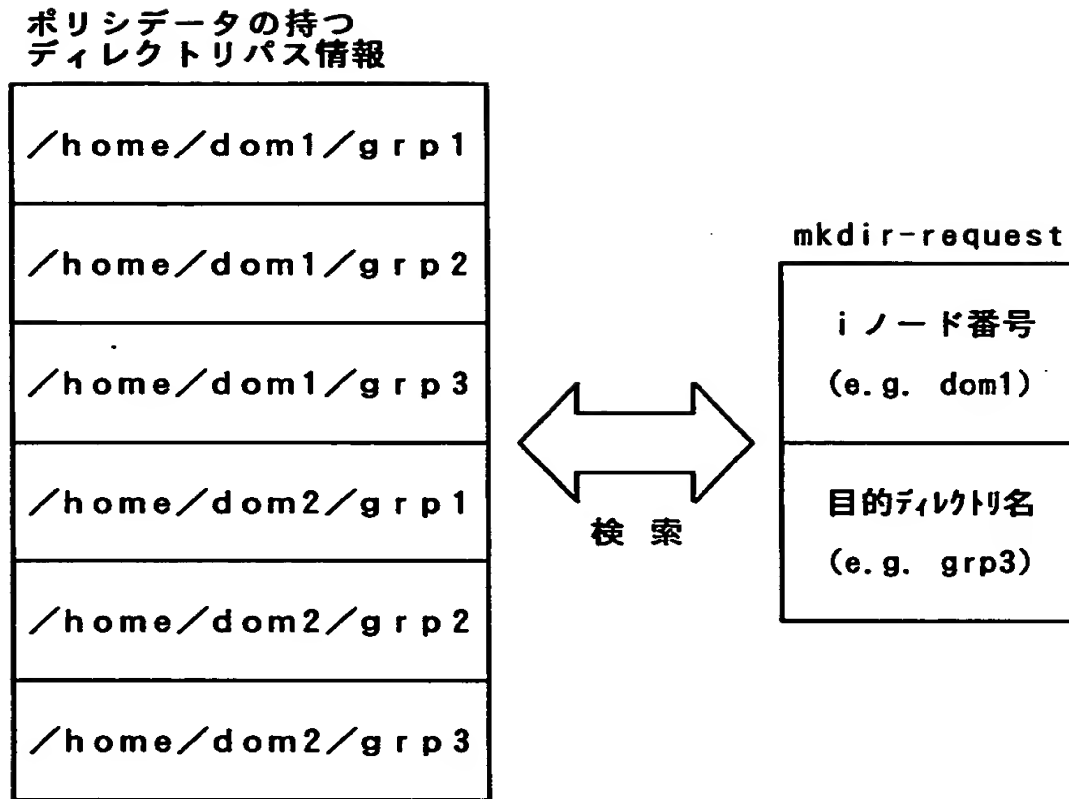 ポリシデータの持つ
ディレクトリパス情報
／home／dom1／grp1
／home／dom1／grp2
／home／dom1／grp3
／home／dom2／grp1
／home／dom2／grp2
／home／dom2／grp3
検 索
mkdir-request
iノード番号
(e.g. dom1)
目的ディレクトリ名
(e.g. grp3)